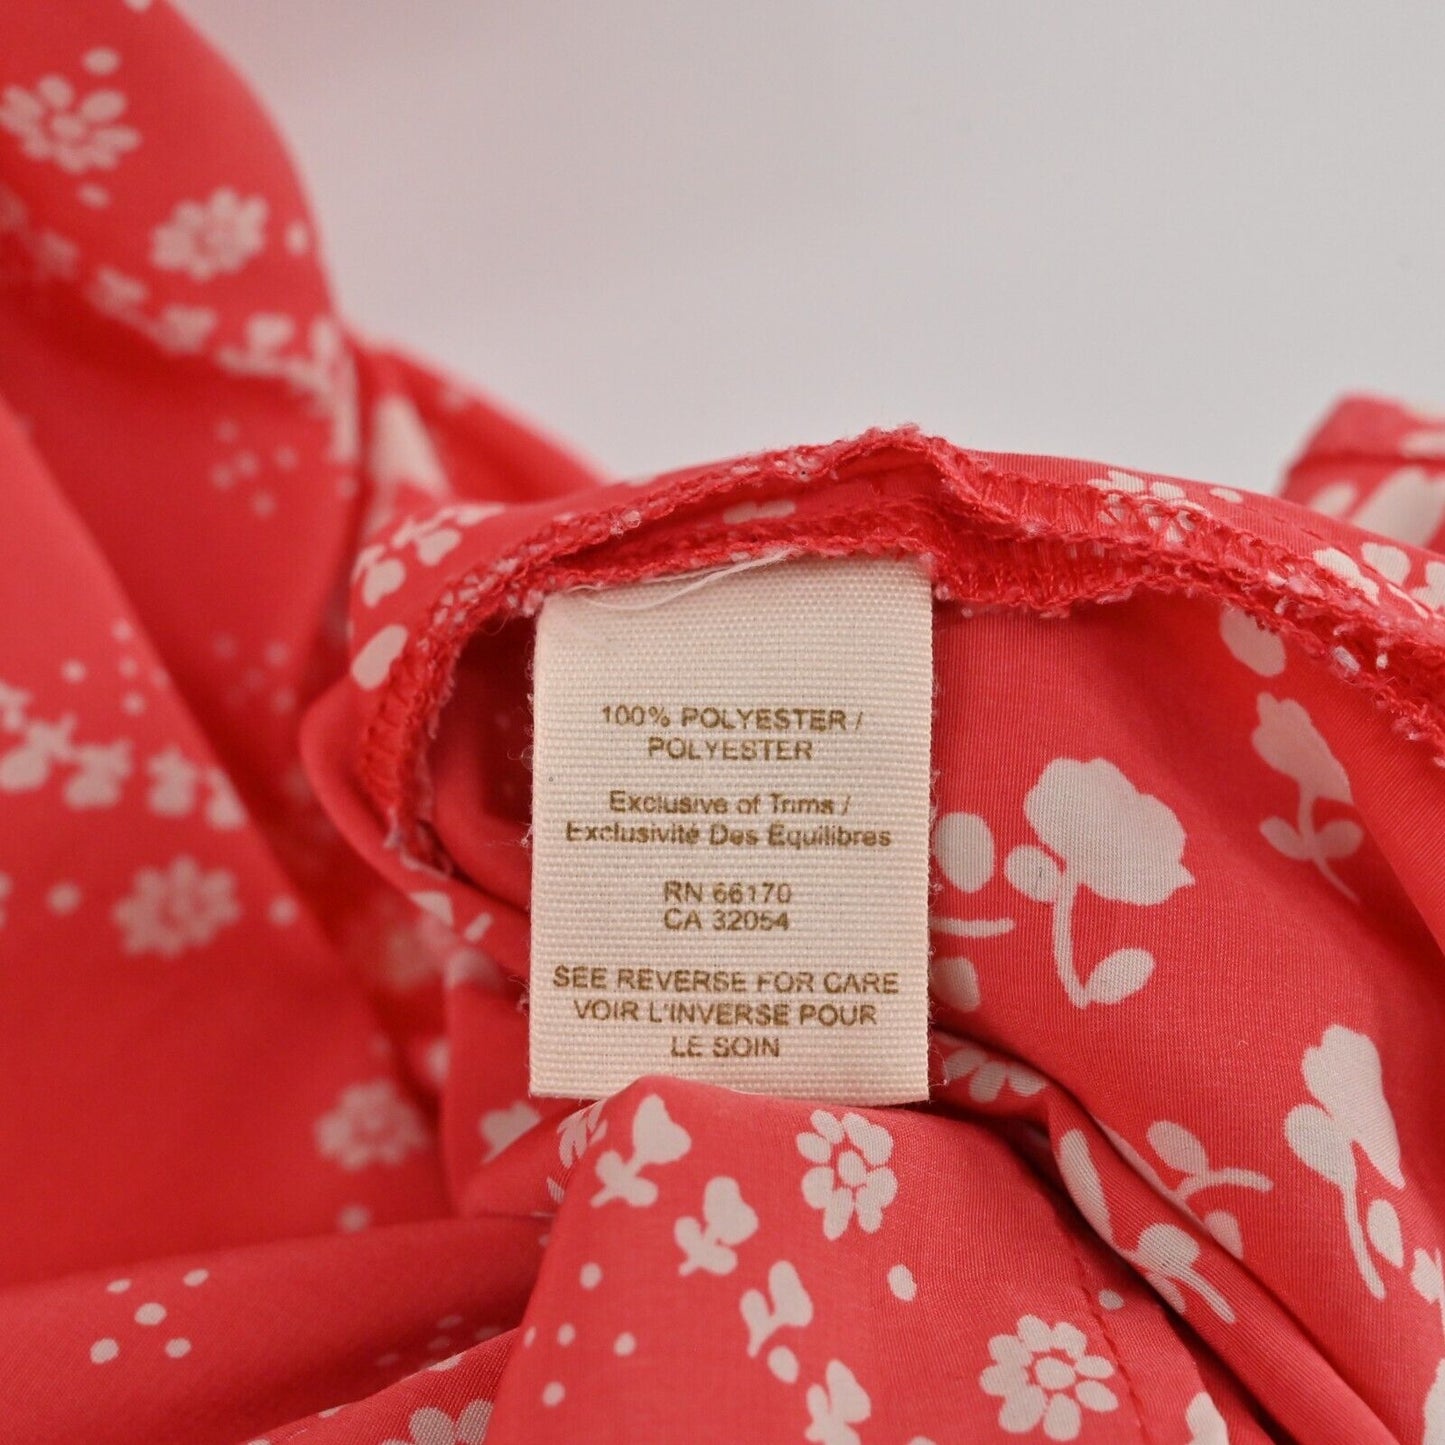 100% POLYESTER /
POLYESTER
Exclusive of Trims /
Exclusivité Des Equilibres
RN 66170
CA 32054
SEE REVERSE FOR CARE
VOIR L'INVERSE POUR
LE SOIN